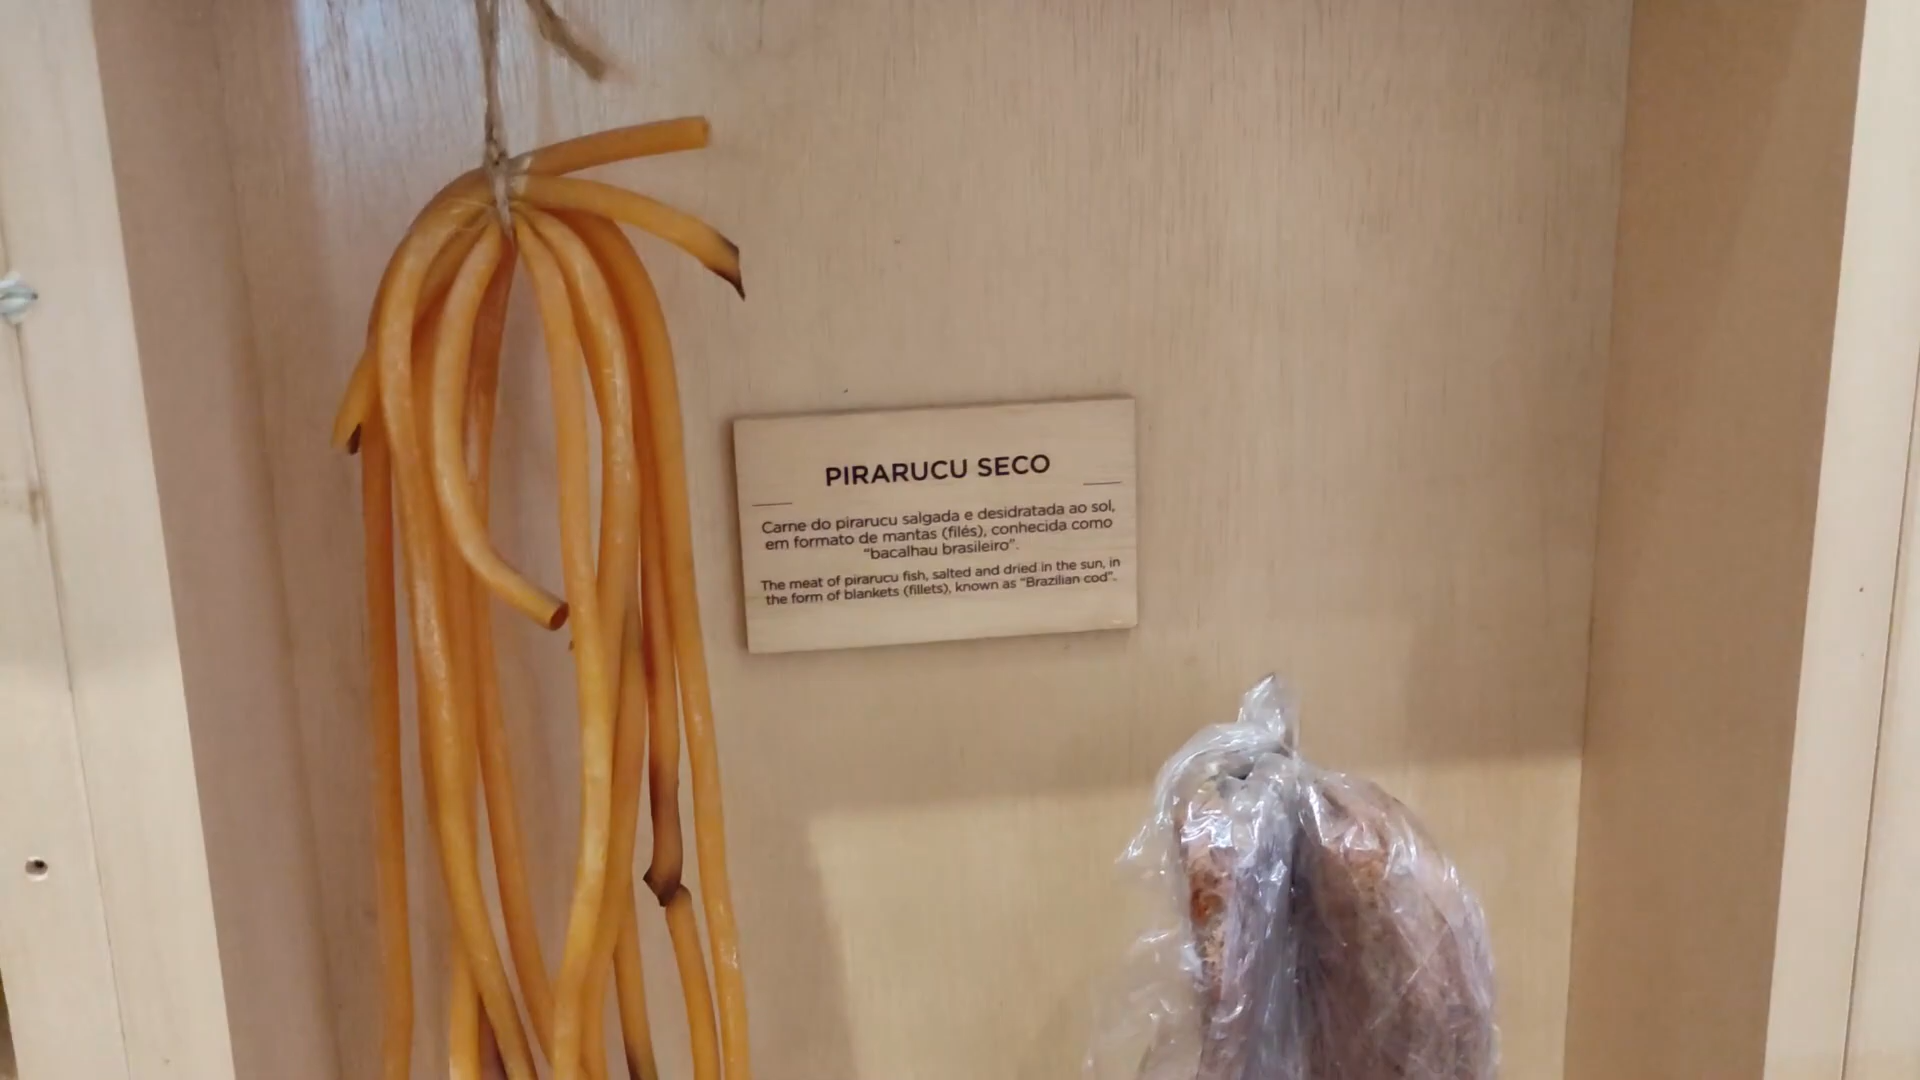 PIRARUCU SECO
Carne do pirarucu salgada e desidratada ao sol,
em formato de mantas (filés), conhecida como
"bacalhau brasileiro".
The meat of pirarucu fish, salted and dried in the sun, in
the form of blankets (fillets), known as "Brazilian cod".